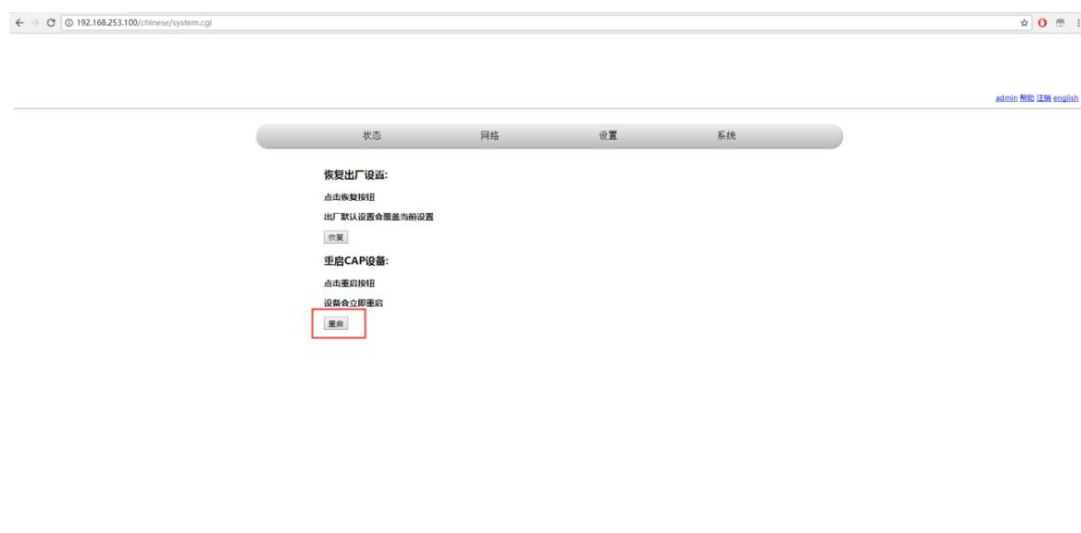 192.168.253.100/chinese/system.cgi
admin 帮助 注销 english
状态 网络 设置 系统
恢复出厂设置:
点击恢复按钮
出厂默认设置会覆盖当前设置
恢复
重启CAP设备:
点击重启按钮
设备会立即重启
重启